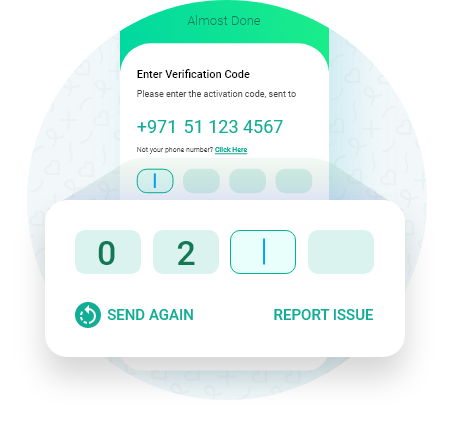 Almost Done
Enter Verification Code
Please enter the activation code, sent to
+971 51 123 4567
Not your phone number? Click Here
0 2
SEND AGAIN REPORT ISSUE